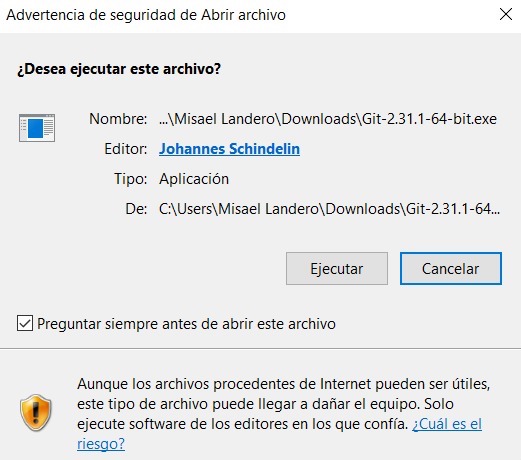 Advertencia de seguridad de Abrir archivo
¿Desea ejecutar este archivo?
Nombre: ...\Misael Landero\Downloads\Git-2.31.1-64-bit.exe
Editor: Johannes Schindelin
Tipo: Aplicación
De: C:\Users\Misael Landero\Downloads\Git-2.31.1-64...
Ejecutar Cancelar
Preguntar siempre antes de abrir este archivo
Aunque los archivos procedentes de Internet pueden ser útiles,
este tipo de archivo puede llegar a dañar el equipo. Solo
ejecute software de los editores en los que confía. ¿Cuál es el
riesgo?